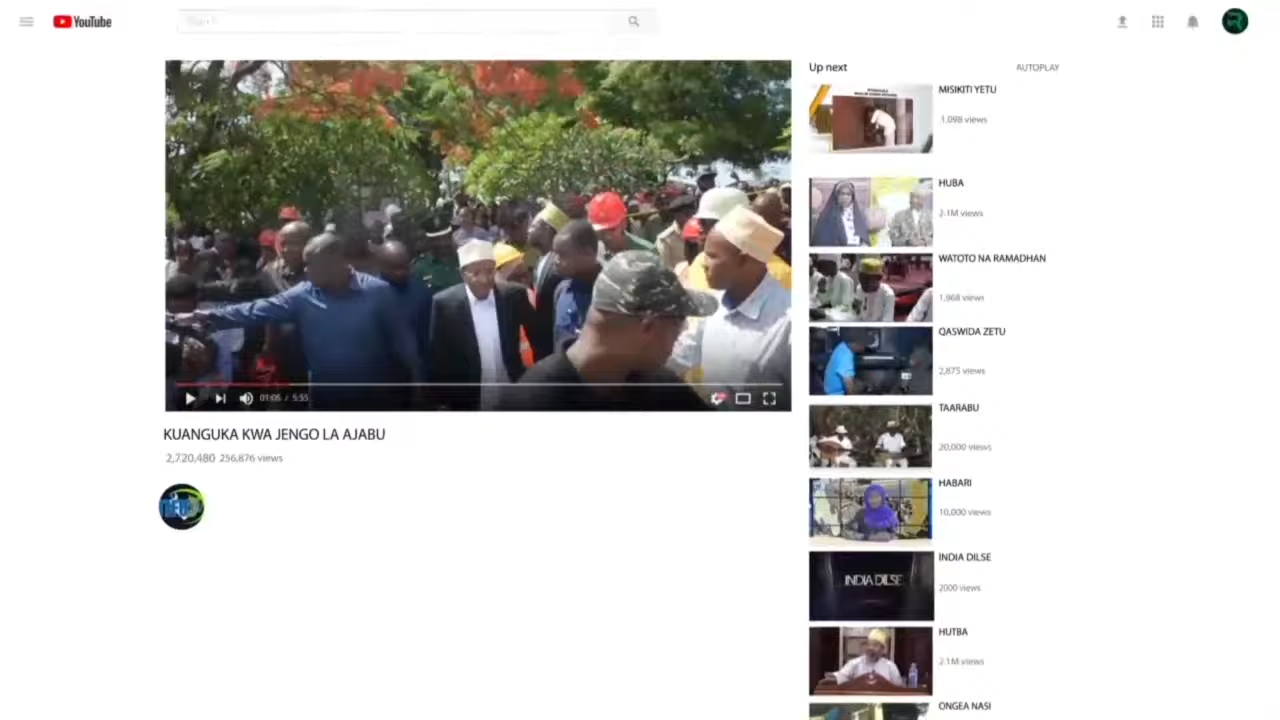 YouTube
01:05 / 5:55
KUANGUKA KWA JENGO LA AJABU
2,720,480 256,876 views
Up next
AUTOPLAY
MISIKITI YETU
1,098 views
HUBA
2.1M views
WATOTO NA RAMADHAN
1,968 views
QASWIDA ZETU
2,875 views
TAARABU
20,000 views
HABARI
10,000 views
INDIA DILSE
INDIA DILSE
2000 views
HUTBA
2.1M views
ONGEA NASI